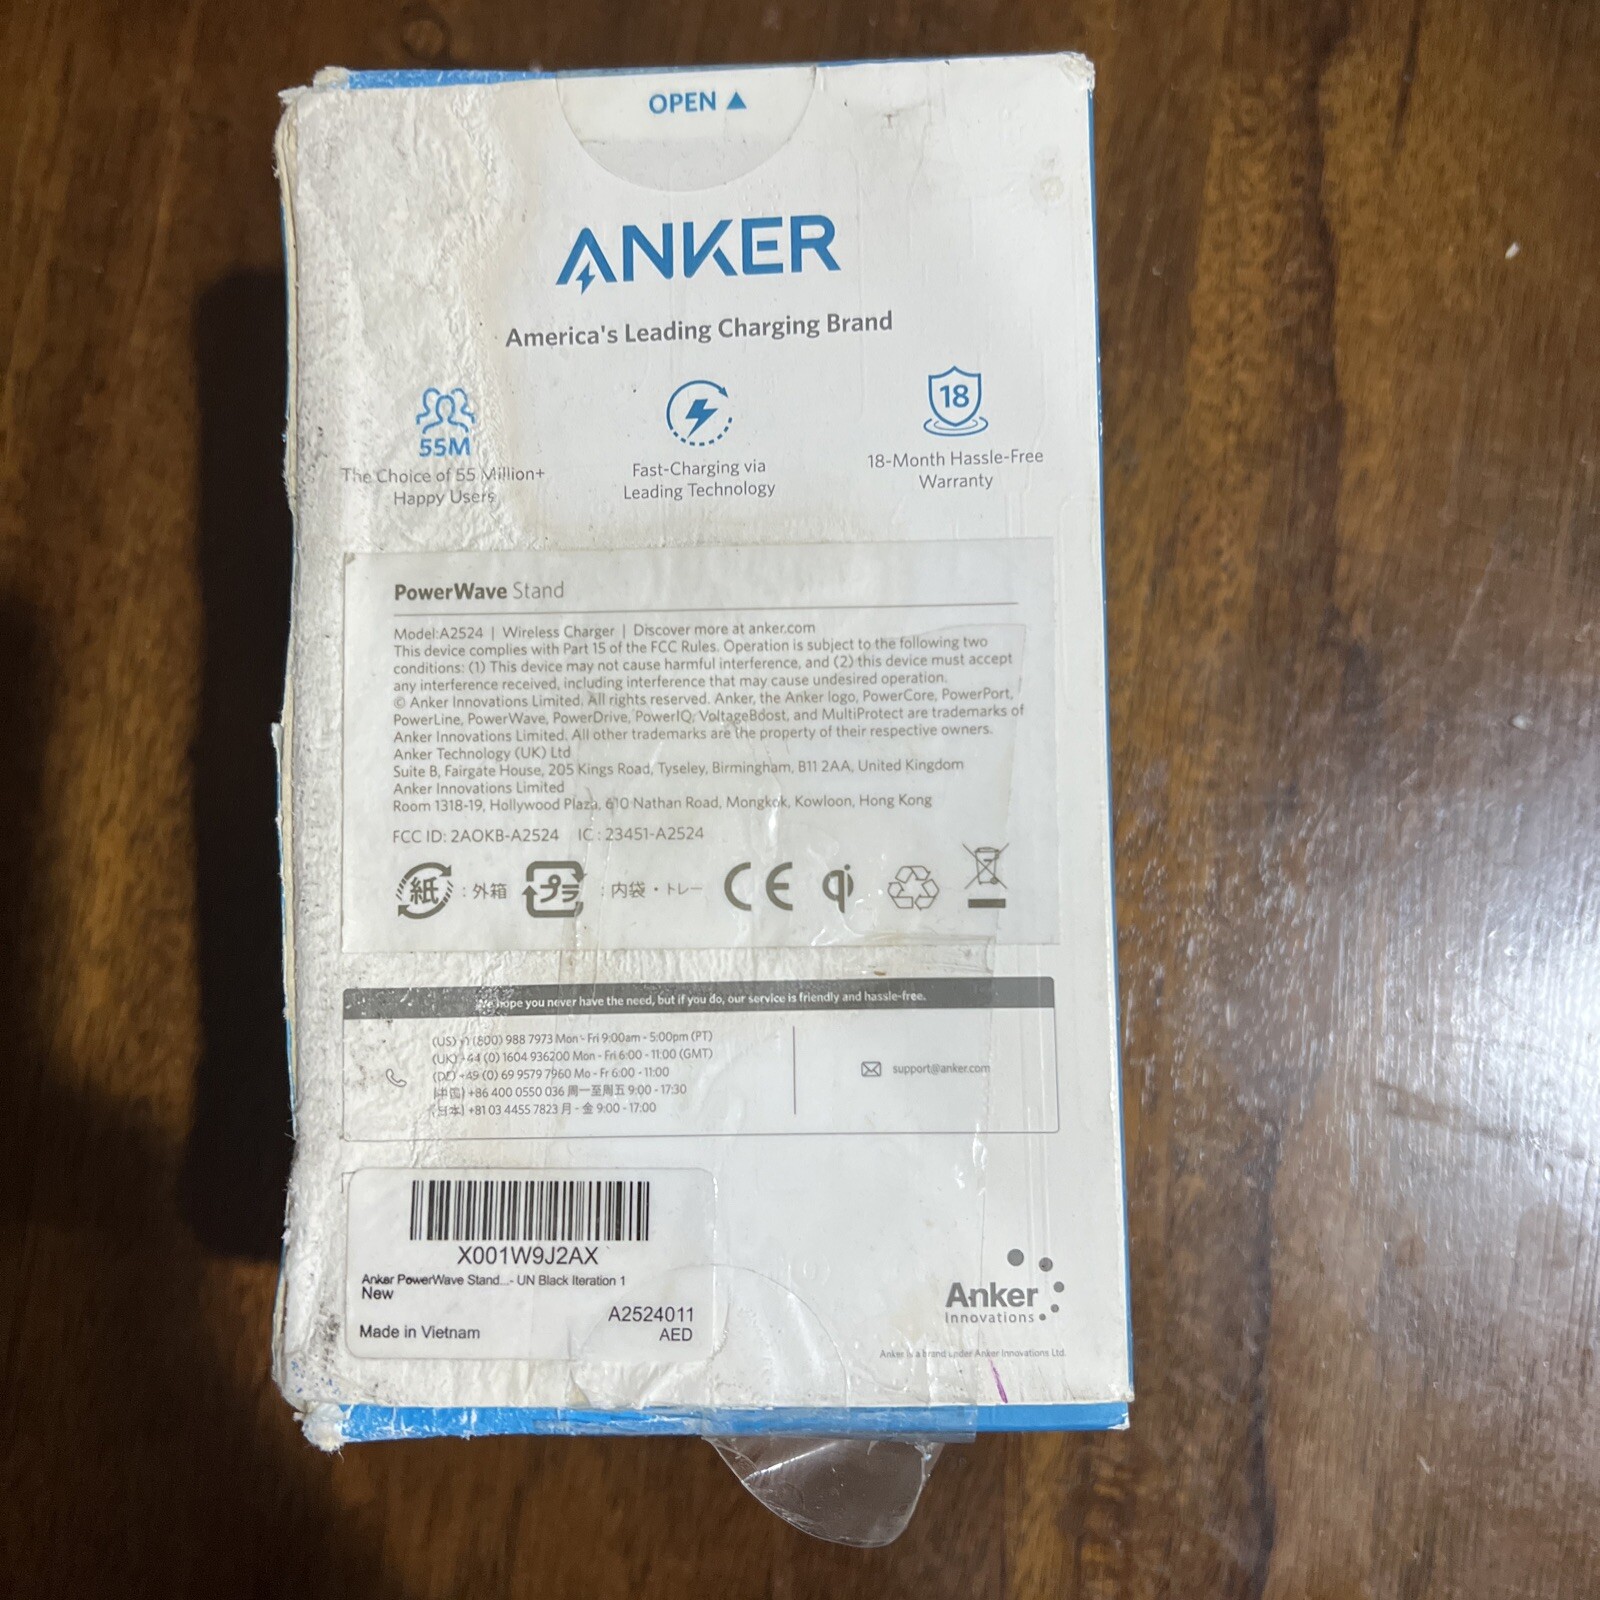 OPEN ▲
ANKER
America's Leading Charging Brand
55M
The Choice of 55 Million+
Happy Users
Fast-Charging via
Leading Technology
18
18-Month Hassle-Free
Warranty
PowerWave Stand
Model:A2524 | Wireless Charger | Discover more at anker.com
This device complies with Part 15 of the FCC Rules. Operation is subject to the following two
conditions: (1) This device may not cause harmful interference, and (2) this device must accept
any interference received, including interference that may cause undesired operation.
© Anker Innovations Limited. All rights reserved. Anker, the Anker logo, PowerCore, PowerPort,
PowerLine, PowerWave, PowerDrive, PowerIQ, VoltageBoost, and MultiProtect are trademarks of
Anker Innovations Limited. All other trademarks are the property of their respective owners.
Anker Technology (UK) Ltd
Suite B, Fairgate House, 205 Kings Road, Tyseley, Birmingham, B11 2AA, United Kingdom
Anker Innovations Limited
Room 1318-19, Hollywood Plaza, 610 Nathan Road, Mongkok, Kowloon, Hong Kong
FCC ID: 2AOKB-A2524 IC : 23451-A2524
紙 : 外箱 プラ : 内袋・トレー CE qi
We hope you never have the need, but if you do, our service is friendly and hassle-free.
(US) +1 (800) 988 7973 Mon - Fri 9:00am - 5:00pm (PT)
(UK) +44 (0) 1604 936200 Mon - Fri 6:00 - 11:00 (GMT)
+49 (0) 69 9579 7960 Mo - Fr 6:00 - 11:00
(中国) +86 400 0550 036 周一至周五 9:00 - 17:30
(日本) +81 03 4455 7823 月 - 金 9:00 - 17:00
support@anker.com
X001W9J2AX
Anker PowerWave Stand...- UN Black Iteration 1
New
A2524011
Made in Vietnam
AED
Anker
Innovations
Anker is a brand under Anker Innovations Ltd.